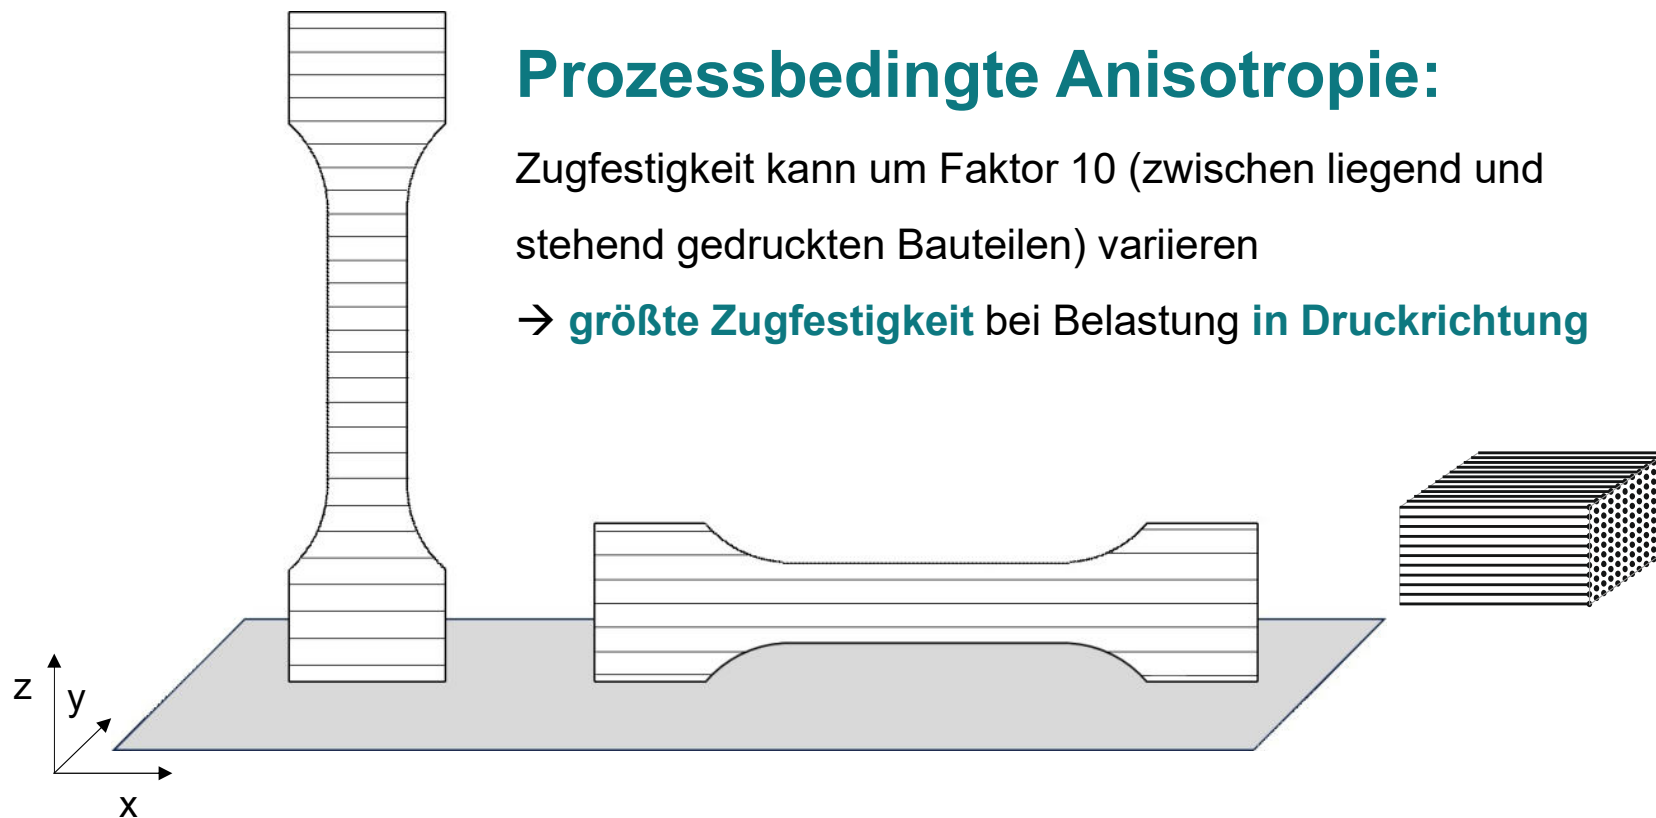 Prozessbedingte Anisotropie:
Zugfestigkeit kann um Faktor 10 (zwischen liegend und
stehend gedruckten Bauteilen) variieren
→ größte Zugfestigkeit bei Belastung in Druckrichtung
z
y
x